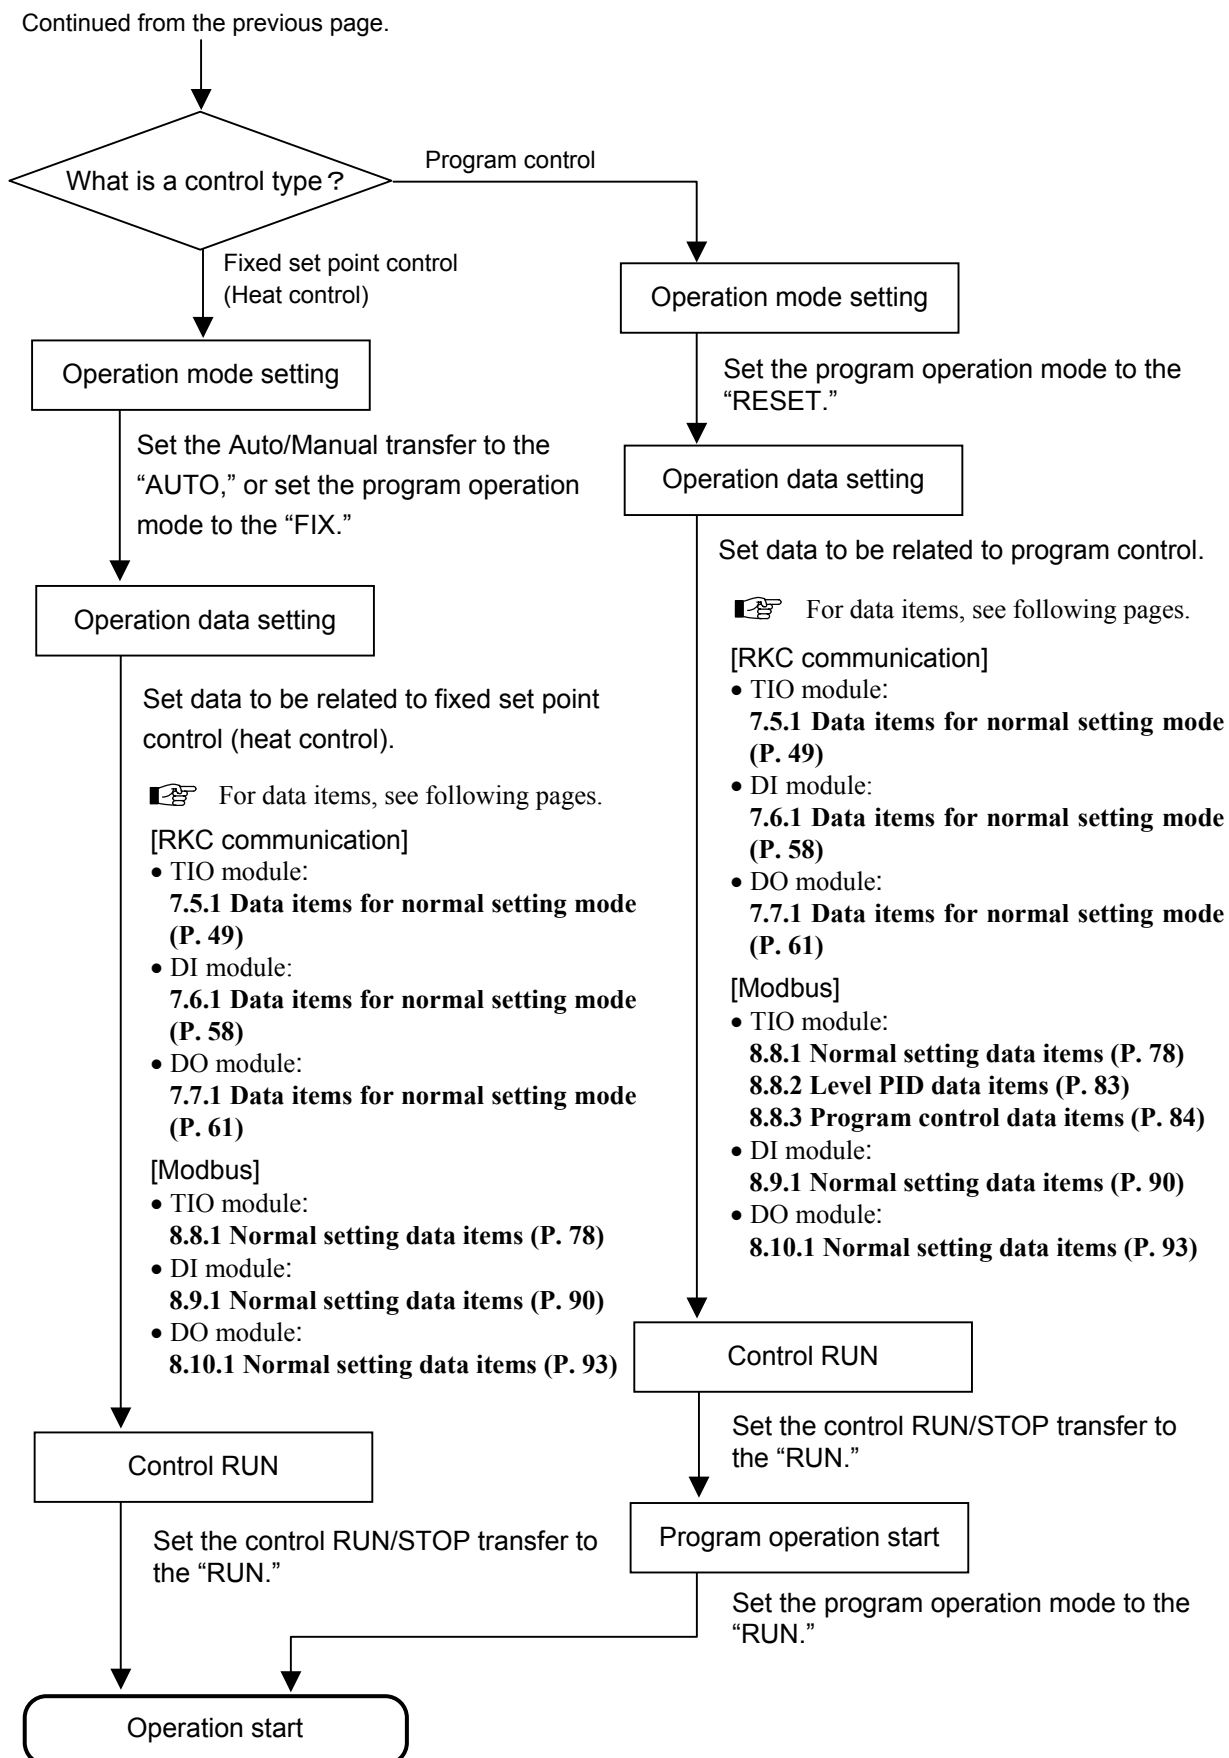 Continued from the previous page.
What is a control type？
Program control
Fixed set point control
(Heat control)
Operation mode setting
Set the Auto/Manual transfer to the
“AUTO,” or set the program operation
mode to the “FIX.”
Operation data setting
Set data to be related to fixed set point
control (heat control).
For data items, see following pages.
[RKC communication]
• TIO module:
7.5.1 Data items for normal setting mode
(P. 49)
• DI module:
7.6.1 Data items for normal setting mode
(P. 58)
• DO module:
7.7.1 Data items for normal setting mode
(P. 61)
[Modbus]
• TIO module:
8.8.1 Normal setting data items (P. 78)
• DI module:
8.9.1 Normal setting data items (P. 90)
• DO module:
8.10.1 Normal setting data items (P. 93)
Control RUN
Set the control RUN/STOP transfer to
the “RUN.”
Operation mode setting
Set the program operation mode to the
“RESET.”
Operation data setting
Set data to be related to program control.
For data items, see following pages.
[RKC communication]
• TIO module:
7.5.1 Data items for normal setting mode
(P. 49)
• DI module:
7.6.1 Data items for normal setting mode
(P. 58)
• DO module:
7.7.1 Data items for normal setting mode
(P. 61)
[Modbus]
• TIO module:
8.8.1 Normal setting data items (P. 78)
8.8.2 Level PID data items (P. 83)
8.8.3 Program control data items (P. 84)
• DI module:
8.9.1 Normal setting data items (P. 90)
• DO module:
8.10.1 Normal setting data items (P. 93)
Control RUN
Set the control RUN/STOP transfer to
the “RUN.”
Program operation start
Set the program operation mode to the
“RUN.”
Operation start